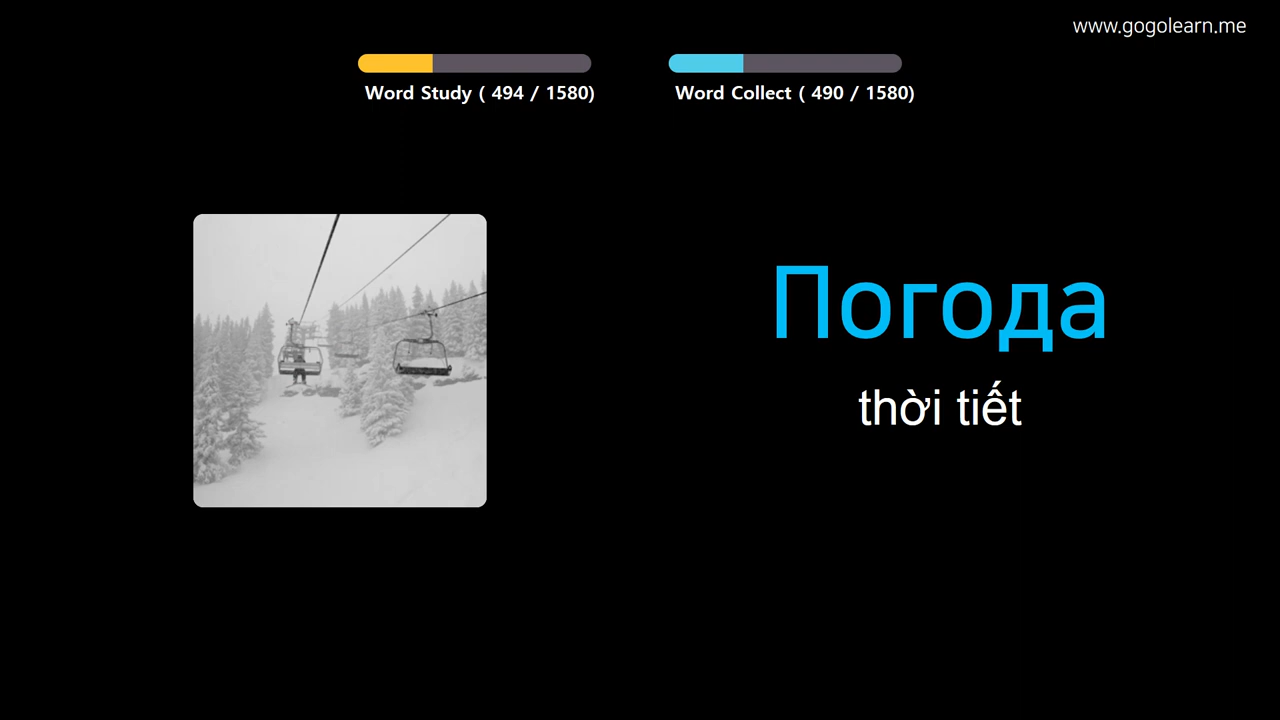 www.gogolearn.me
Word Study ( 494 / 1580)
Word Collect ( 490 / 1580)
Погода
thời tiết